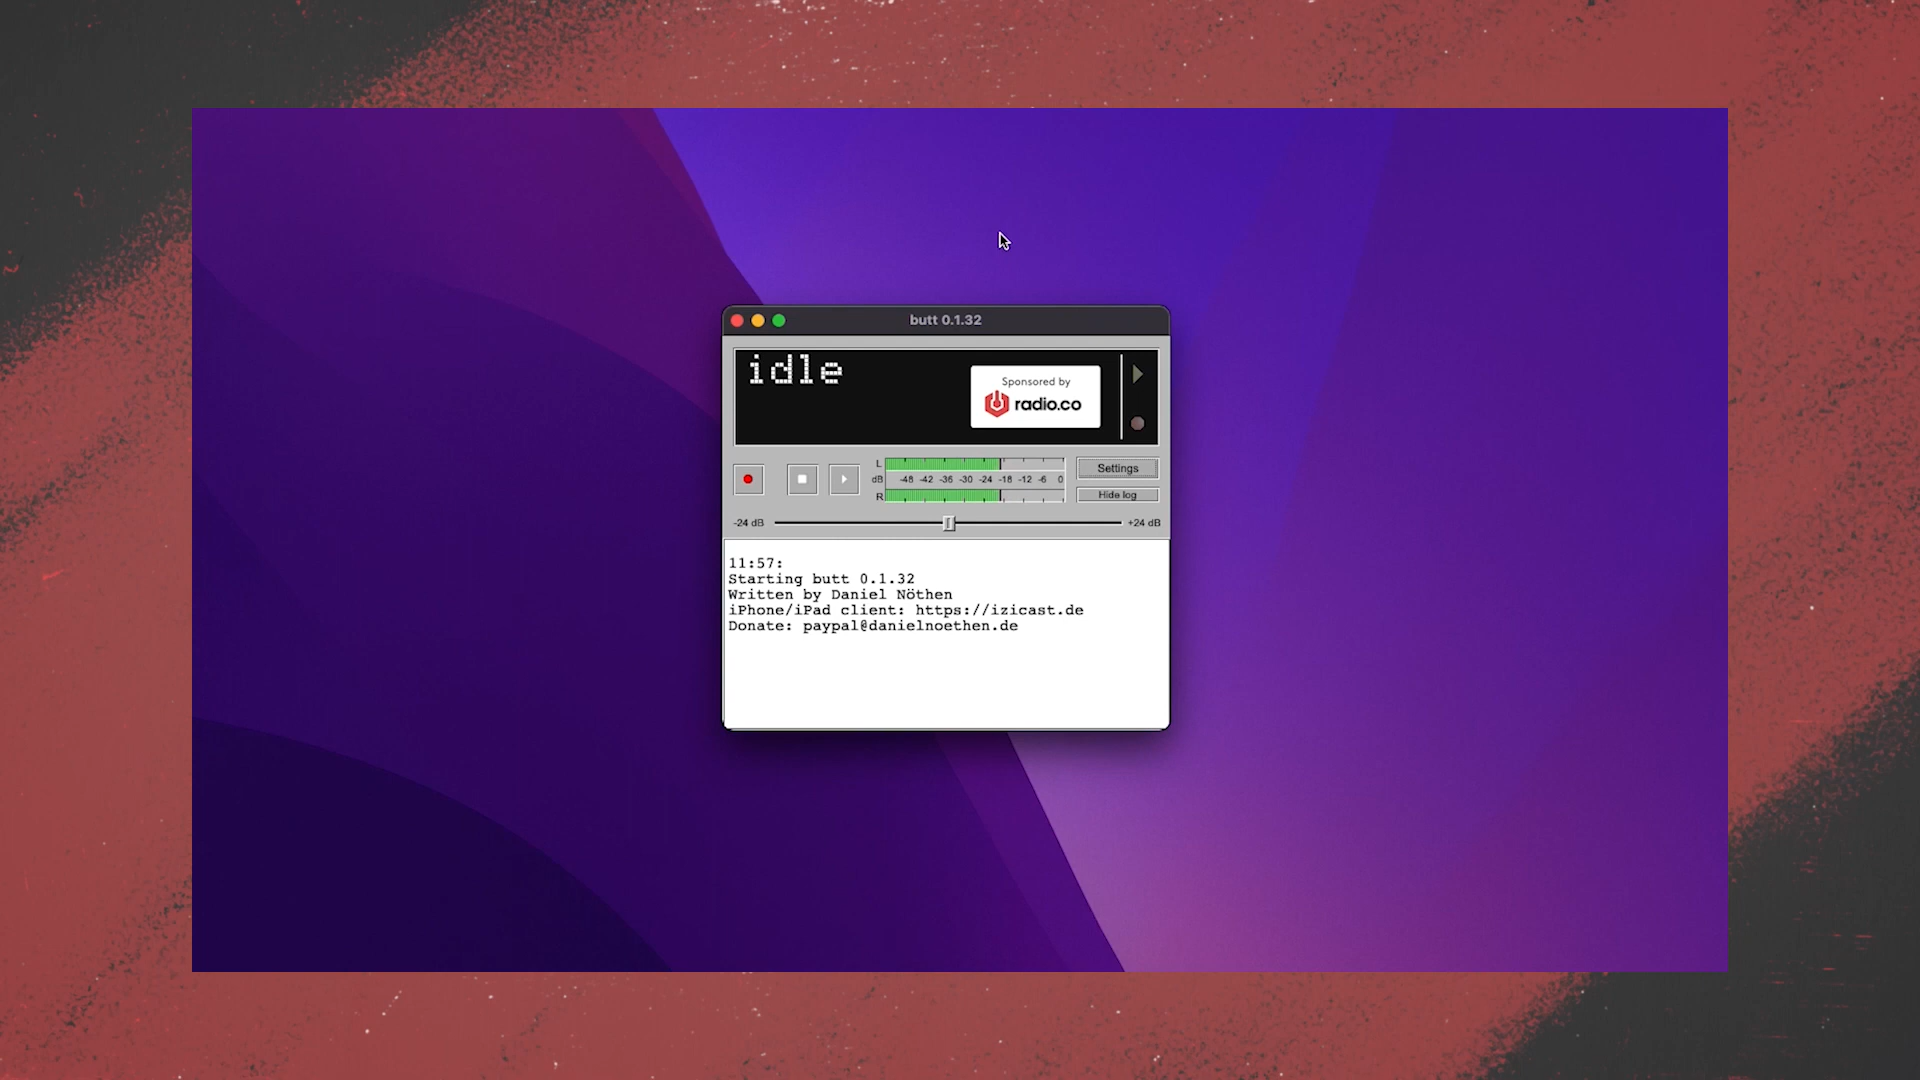 butt 0.1.32
idle
Sponsored by
radio.co
L
dB -48 -42 -36 -30 -24 -18 -12 -6 0
R
Settings
Hide log
-24 dB +24 dB
11:57:
Starting butt 0.1.32
Written by Daniel Nöthen
iPhone/iPad client: https://izicast.de
Donate: paypal@danielnoethen.de